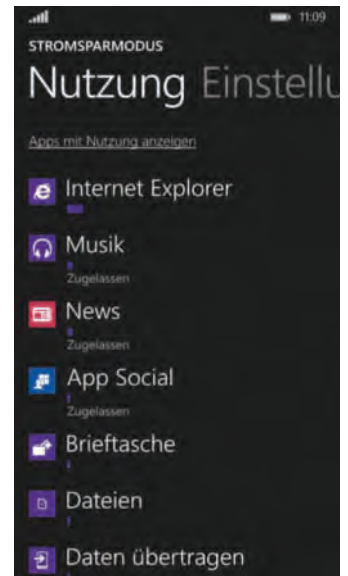 11:09
STROMSPARMODUS
Nutzung Einstellu
Apps mit Nutzung anzeigen
Internet Explorer
Musik
Zugelassen
News
Zugelassen
App Social
Zugelassen
Brieftasche
Dateien
Daten übertragen